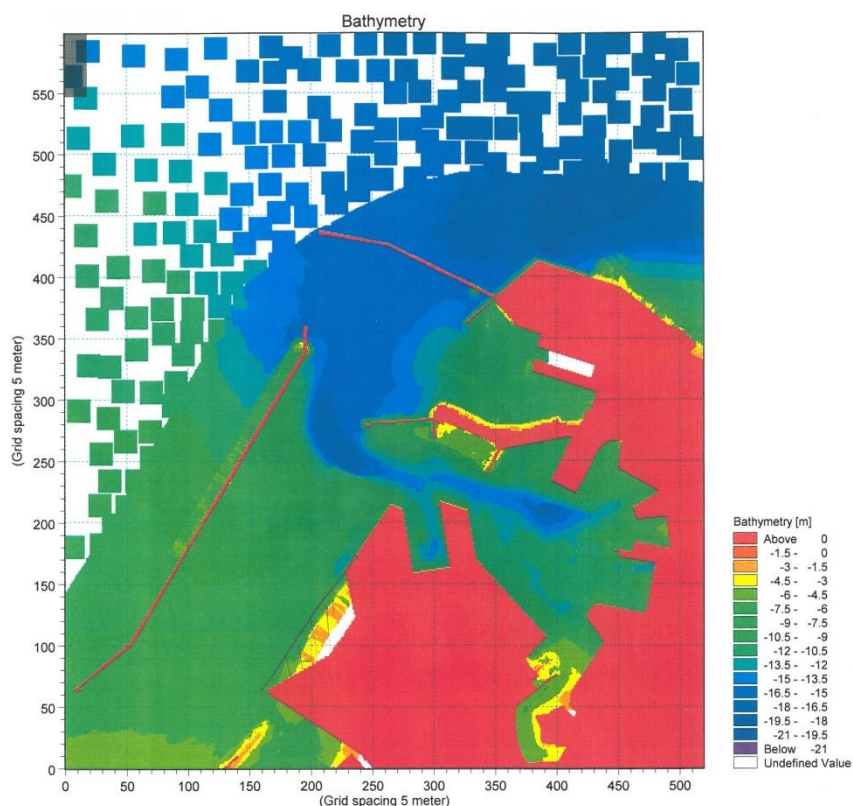 Bathymetry
(Grid spacing 5 meter)
550
500
450
400
350
300
250
200
150
100
50
0
0 50 100 150 200 250 300 350 400 450 500
(Grid spacing 5 meter)
Bathymetry [m]
Above 0
-1.5 - 0
-3 - -1.5
-4.5 - -3
-6 - -4.5
-7.5 - -6
-9 - -7.5
-10.5 - -9
-12 - -10.5
-13.5 - -12
-15 - -13.5
-16.5 - -15
-18 - -16.5
-19.5 - -18
-21 - -19.5
Below -21
Undefined Value